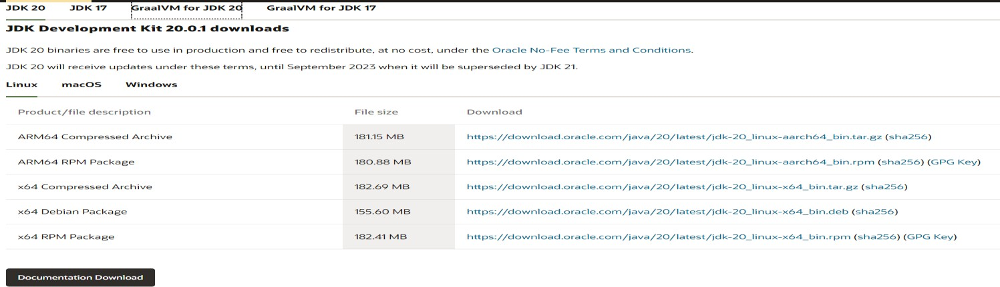 JDK 20 JDK 17 GraalVM for JDK 20 GraalVM for JDK 17
JDK Development Kit 20.0.1 downloads
JDK 20 binaries are free to use in production and free to redistribute, at no cost, under the Oracle No-Fee Terms and Conditions.
JDK 20 will receive updates under these terms, until September 2023 when it will be superseded by JDK 21.
Linux macOS Windows
Product/file description File size Download
ARM64 Compressed Archive 181.15 MB https://download.oracle.com/java/20/latest/jdk-20_linux-aarch64_bin.tar.gz (sha256)
ARM64 RPM Package 180.88 MB https://download.oracle.com/java/20/latest/jdk-20_linux-aarch64_bin.rpm (sha256) (GPG Key)
x64 Compressed Archive 182.69 MB https://download.oracle.com/java/20/latest/jdk-20_linux-x64_bin.tar.gz (sha256)
x64 Debian Package 155.60 MB https://download.oracle.com/java/20/latest/jdk-20_linux-x64_bin.deb (sha256)
x64 RPM Package 182.41 MB https://download.oracle.com/java/20/latest/jdk-20_linux-x64_bin.rpm (sha256) (GPG Key)
Documentation Download